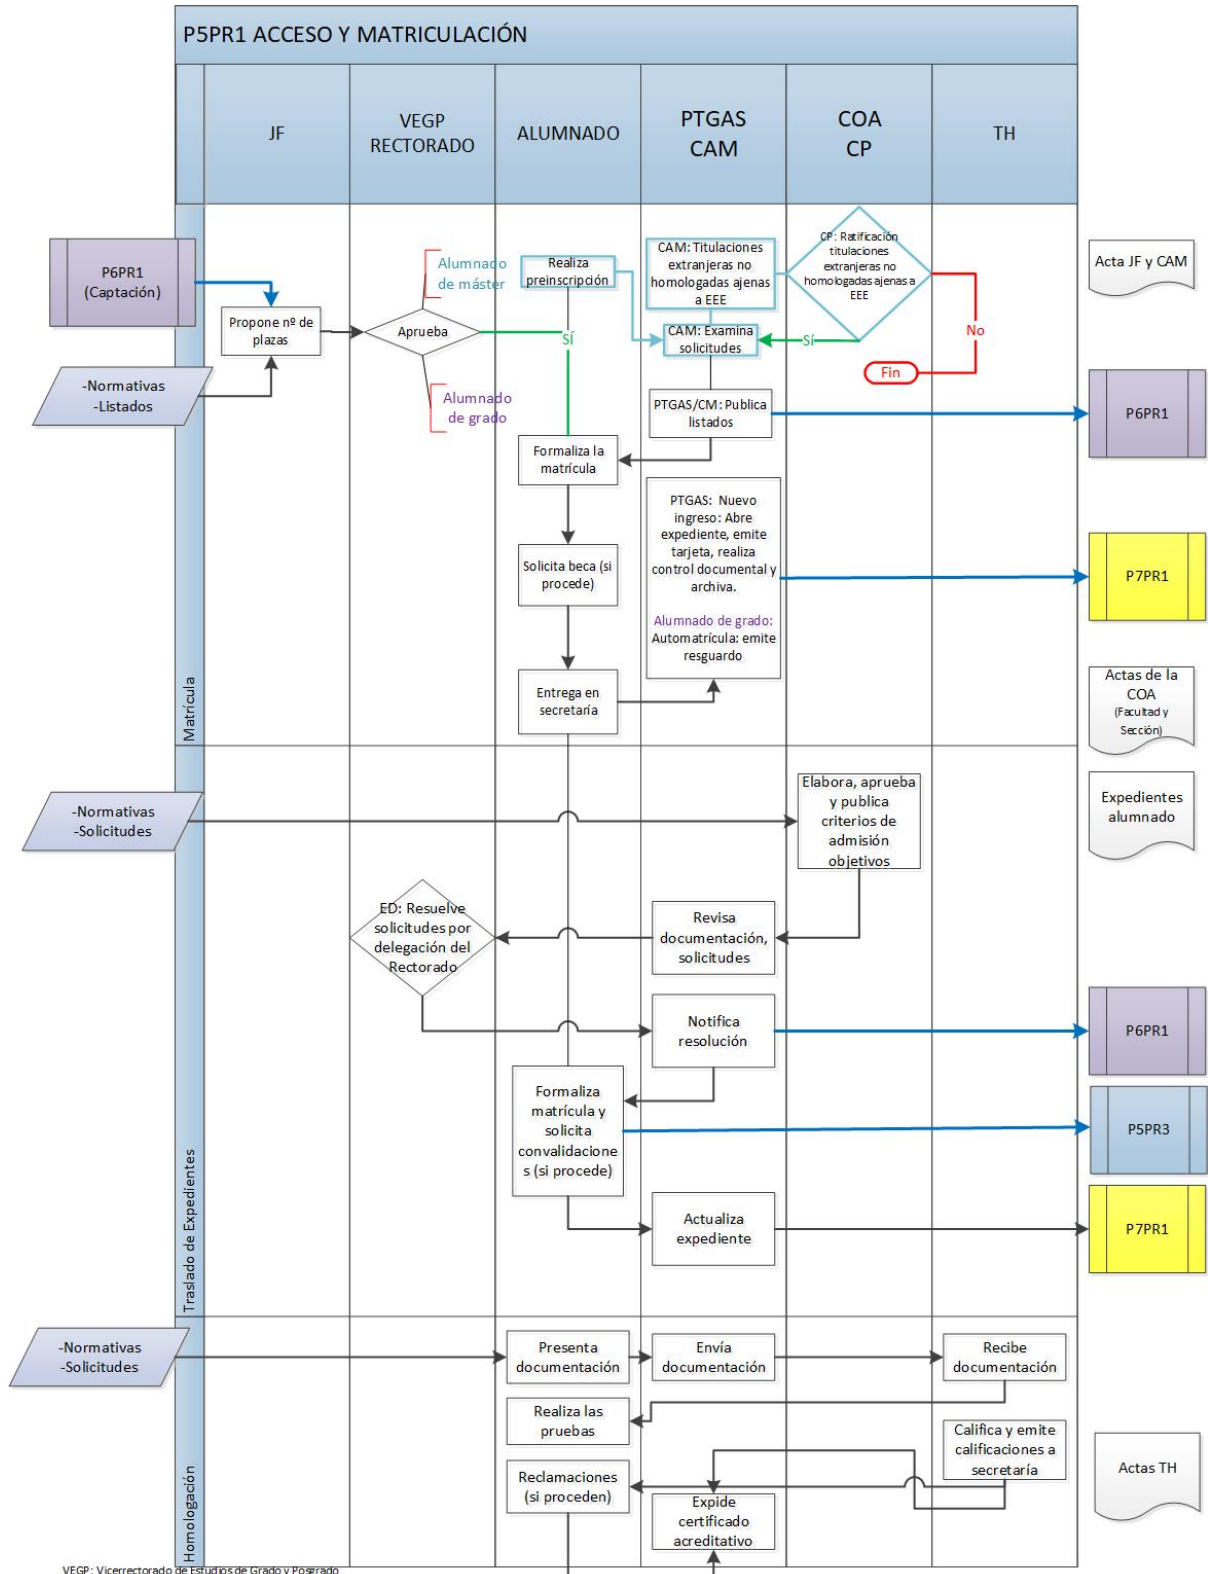 P5PR1 ACCESO Y MATRICULACIÓN
JF
VEGP
RECTORADO
ALUMNADO
PTGAS
CAM
COA
CP
TH
Matrícula
P6PR1
(Captación)
-Normativas
-Listados
Propone nº de
plazas
Aprueba
Alumnado
de máster
Alumnado
de grado
SÍ
Realiza
preinscripción
CAM: Titulaciones
extranjeras no
homologadas ajenas
a EEE
CP: Ratificación
titulaciones
extranjeras no
homologadas ajenas a
EEE
CAM: Examina
solicitudes
Sí
No
Fin
Acta JF y CAM
PTGAS/CM: Publica
listados
P6PR1
Formaliza la
matrícula
Solicita beca (si
procede)
Entrega en
secretaría
PTGAS: Nuevo
ingreso: Abre
expediente, emite
tarjeta, realiza
control documental y
archiva.
Alumnado de grado:
Automatrícula: emite
resguardo
P7PR1
Actas de la
COA
(Facultad y
Sección)
Traslado de Expedientes
-Normativas
-Solicitudes
Elabora, aprueba
y publica
criterios de
admisión
objetivos
Expedientes
alumnado
ED: Resuelve
solicitudes por
delegación del
Rectorado
Revisa
documentación,
solicitudes
Notifica
resolución
P6PR1
Formaliza
matrícula y
solicita
convalidacione
s (si procede)
P5PR3
Actualiza
expediente
P7PR1
Homologación
-Normativas
-Solicitudes
Presenta
documentación
Envía
documentación
Recibe
documentación
Realiza las
pruebas
Califica y emite
calificaciones a
secretaría
Reclamaciones
(si proceden)
Expide
certificado
acreditativo
Actas TH
VEGP: Vicerrectorado de Estudios de Grado y Posgrado